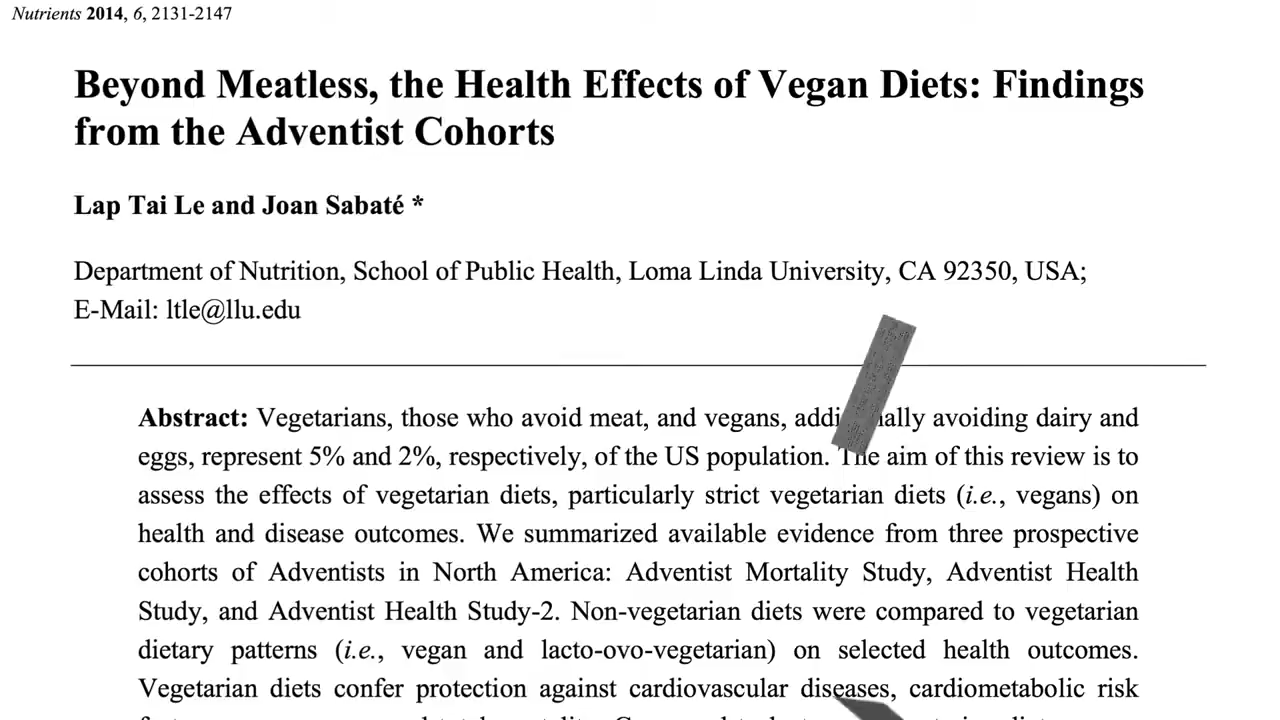 Nutrients 2014, 6, 2131-2147
Beyond Meatless, the Health Effects of Vegan Diets: Findings
from the Adventist Cohorts
Lap Tai Le and Joan Sabaté *
Department of Nutrition, School of Public Health, Loma Linda University, CA 92350, USA;
E-Mail: ltle@llu.edu
Abstract: Vegetarians, those who avoid meat, and vegans, avoiding dairy and
eggs, represent 5% and 2%, respectively, of the US population. The aim of this review is to
assess the effects of vegetarian diets, particularly strict vegetarian diets (i.e., vegans) on
health and disease outcomes. We summarized available evidence from three prospective
cohorts of Adventists in North America: Adventist Mortality Study, Adventist Health
Study, and Adventist Health Study-2. Non-vegetarian diets were compared to vegetarian
dietary patterns (i.e., vegan and lacto-ovo-vegetarian) on selected health outcomes.
Vegetarian diets confer protection against cardiovascular diseases, cardiometabolic risk